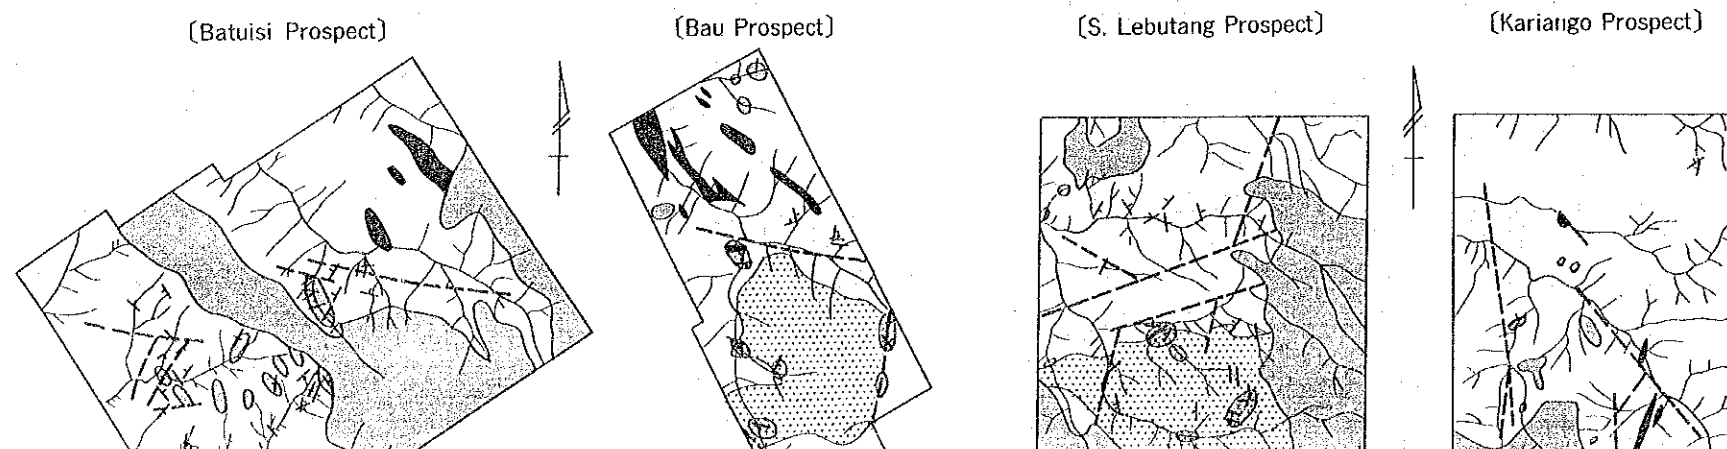 〔Batuisi Prospect〕
〔Bau Prospect〕
〔S. Lebutang Prospect〕
〔Kariango Prospect〕